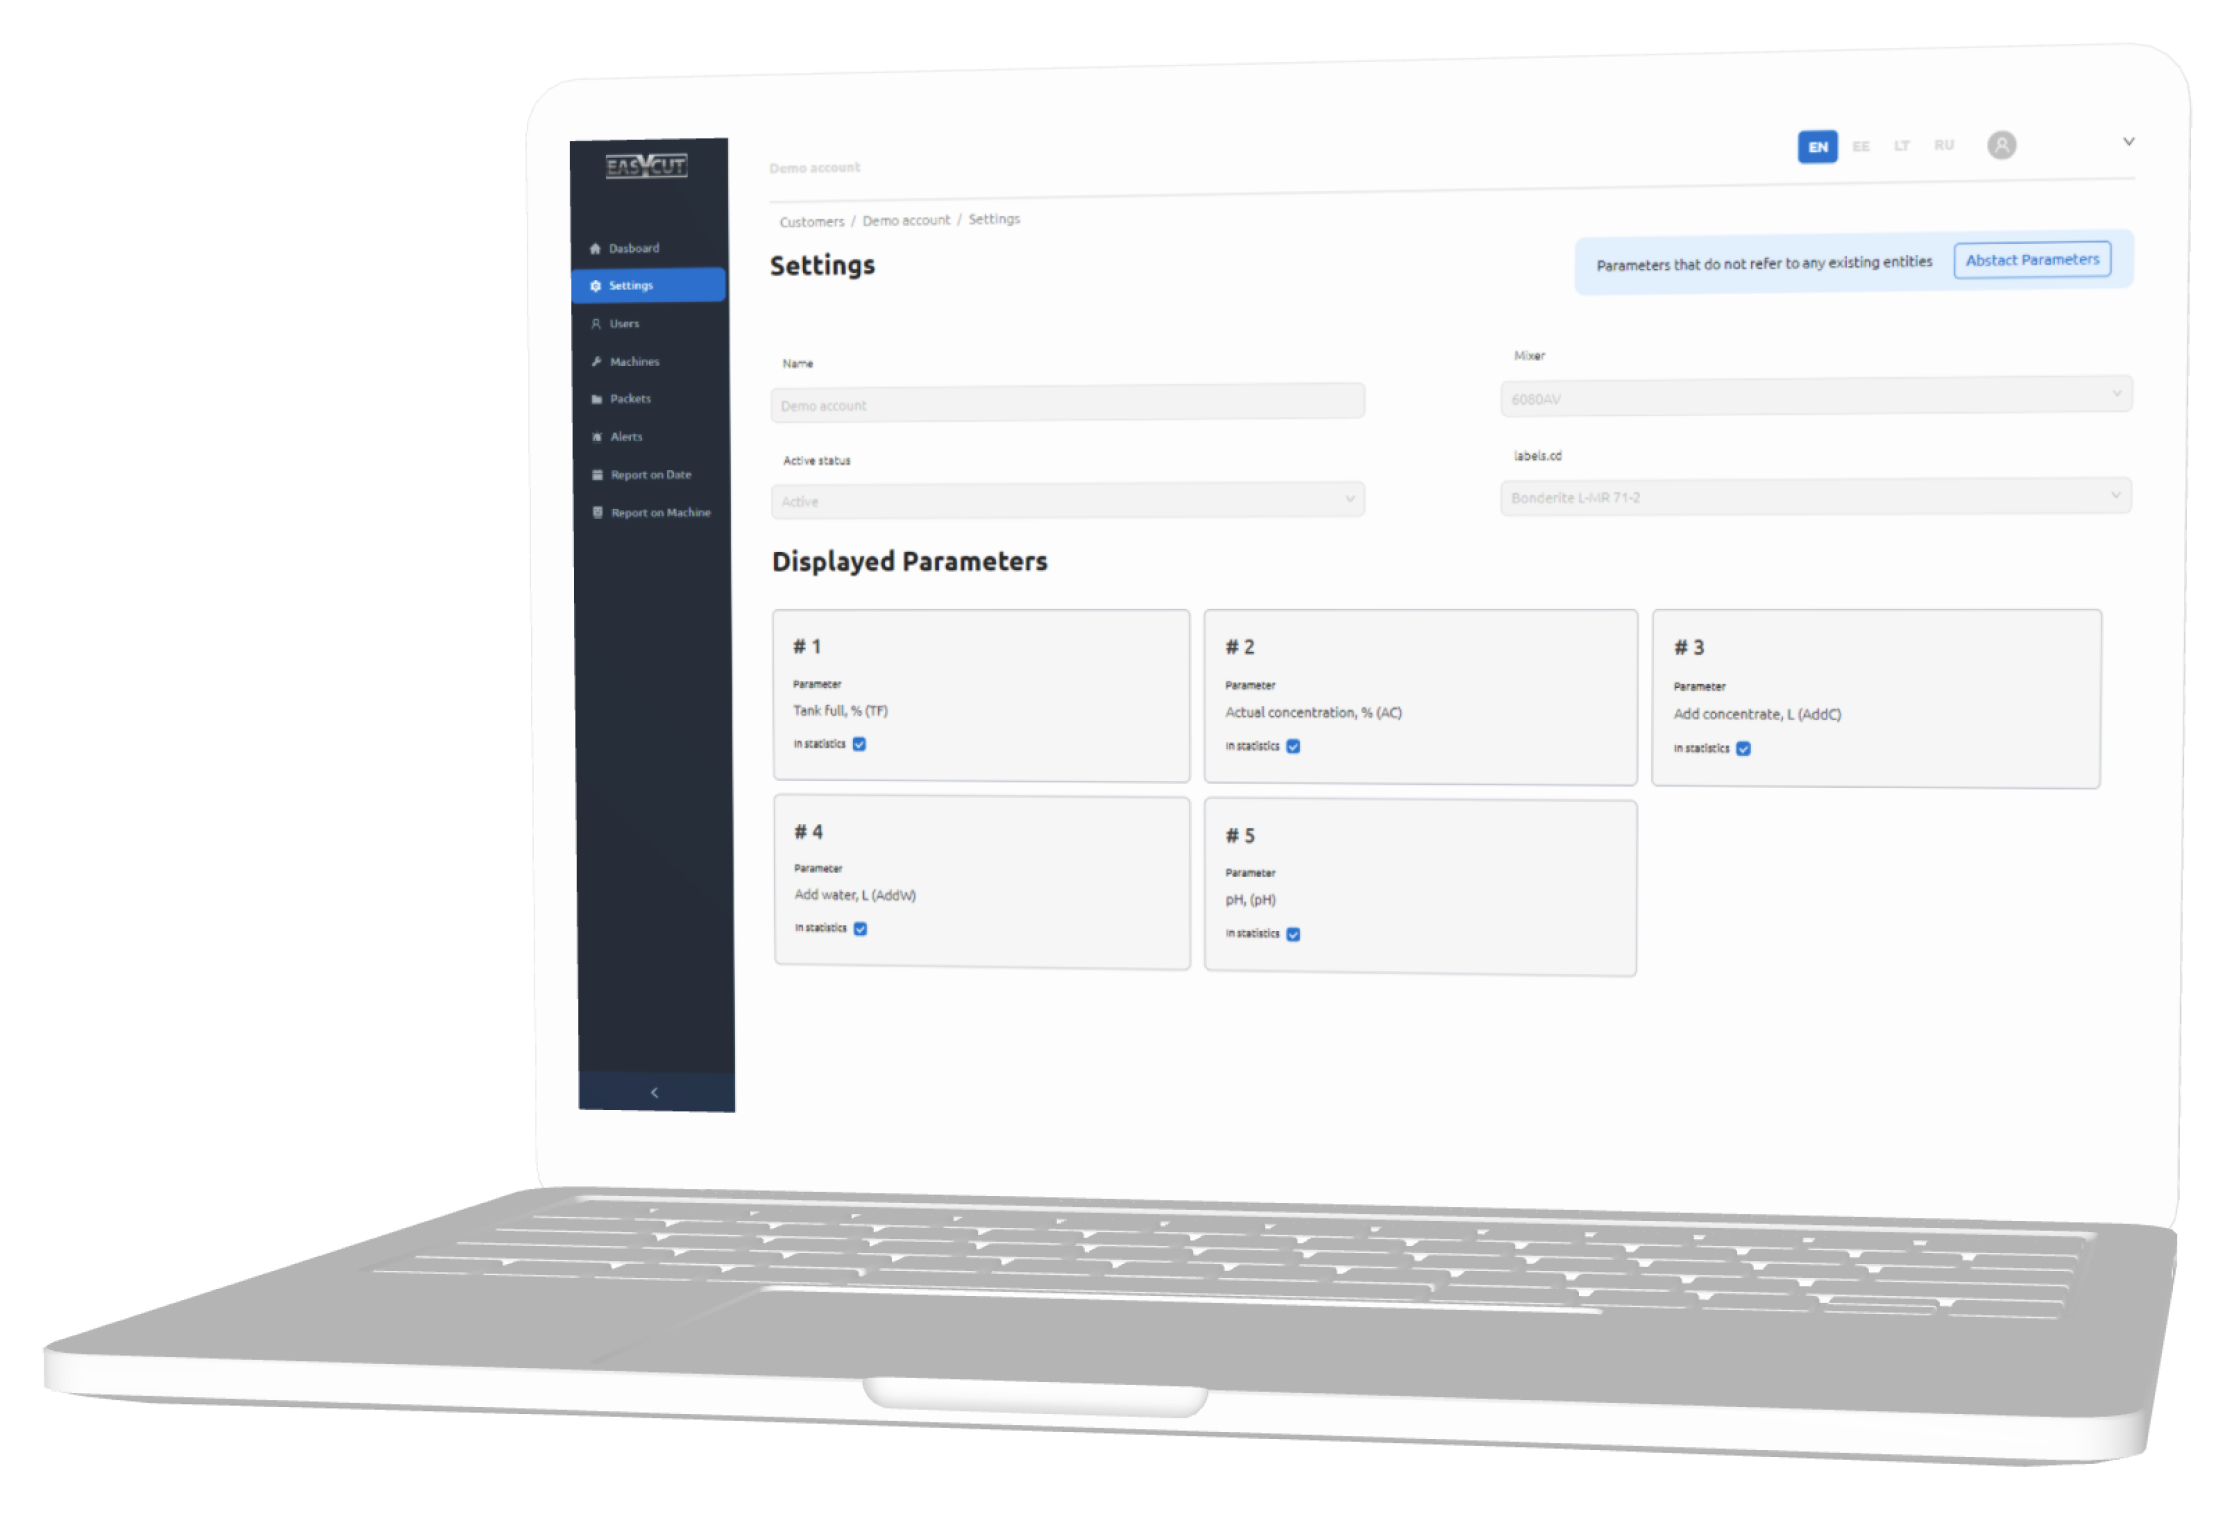 EASYCUT
Demo account
EN EE LT RU
Customers / Demo account / Settings
Settings
Parameters that do not refer to any existing entities
Abstact Parameters
Dasboard
Settings
Users
Machines
Packets
Alerts
Report on Date
Report on Machine
Name
Demo account
Mixer
6080AV
Active status
Active
labels.cd
Bonderite L-MR 71-2
Displayed Parameters
# 1
Parameter
Tank full, % (TF)
In statistics
# 2
Parameter
Actual concentration, % (AC)
In statistics
# 3
Parameter
Add concentrate, L (AddC)
In statistics
# 4
Parameter
Add water, L (AddW)
In statistics
# 5
Parameter
pH, (pH)
In statistics